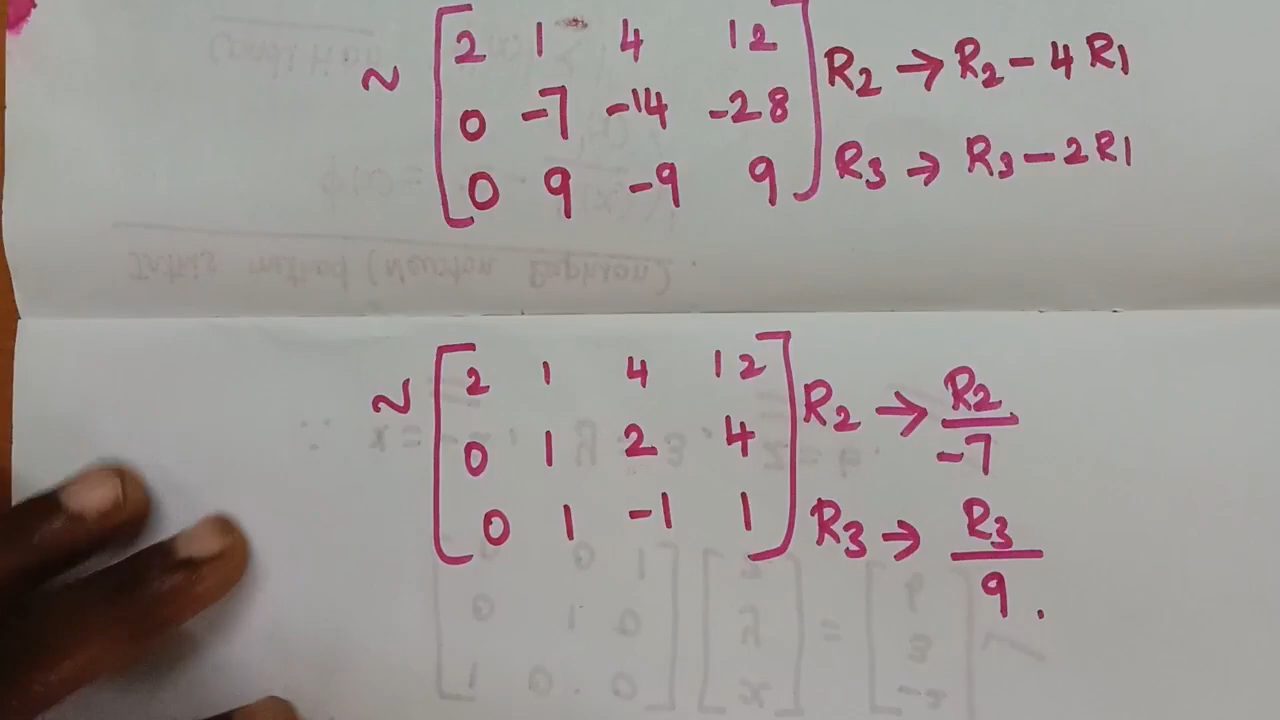 ~ [ 2 1 4 12 ] R2 → R2 - 4R1
0 -7 -14 -28
0 9 -9 9 R3 → R3 - 2R1
~ [ 2 1 4 12 ] R2 → R2/-7
0 1 2 4
0 1 -1 1 R3 → R3/9.